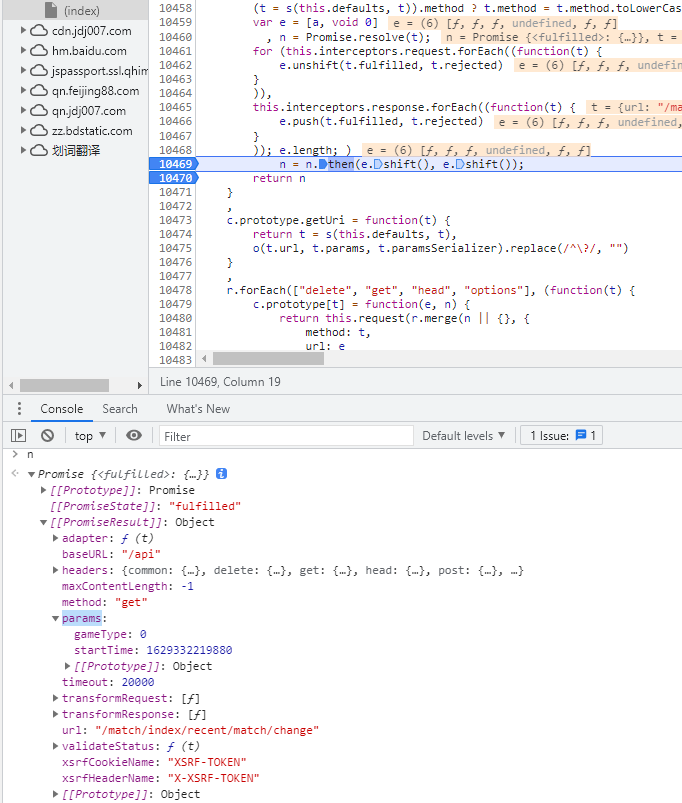 (index)
cdn.jdj007.com
hm.baidu.com
jspassport.ssl.qhim
qn.feijing88.com
qn.jdj007.com
zz.bdstatic.com
划词翻译
10458 (t = s(this.defaults, t)).method ? t.method = t.method.toLowerCas
10459 var e = [a, void 0] e = (6) [ƒ, ƒ, ƒ, undefined, ƒ, ƒ]
10460 , n = Promise.resolve(t); n = Promise {<fulfilled>: {…}}, t =
10461 for (this.interceptors.request.forEach((function(t) {
10462 e.unshift(t.fulfilled, t.rejected) e = (6) [ƒ, ƒ, ƒ, undefin
10463 }
10464 )),
10465 this.interceptors.response.forEach((function(t) { t = {url: "/ma
10466 e.push(t.fulfilled, t.rejected) e = (6) [ƒ, ƒ, ƒ, undefined,
10467 }
10468 )); e.length; ) e = (6) [ƒ, ƒ, ƒ, undefined, ƒ, ƒ]
10469 n = n.then(e.shift(), e.shift());
10470 return n
10471 }
10472 ,
10473 c.prototype.getUri = function(t) {
10474 return t = s(this.defaults, t),
10475 o(t.url, t.params, t.paramsSerializer).replace(/^\?/, "")
10476 }
10477 ,
10478 r.forEach(["delete", "get", "head", "options"], (function(t) {
10479 c.prototype[t] = function(e, n) {
10480 return this.request(r.merge(n || {}, {
10481 method: t,
10482 url: e
10483
Line 10469, Column 19
Console Search What's New
top Filter Default levels 1 Issue: 1
n
Promise {<fulfilled>: {…}}
[[Prototype]]: Promise
[[PromiseState]]: "fulfilled"
[[PromiseResult]]: Object
adapter: ƒ (t)
baseURL: "/api"
headers: {common: {…}, delete: {…}, get: {…}, head: {…}, post: {…}, …}
maxContentLength: -1
method: "get"
params:
gameType: 0
startTime: 1629332219880
[[Prototype]]: Object
timeout: 20000
transformRequest: [ƒ]
transformResponse: [ƒ]
url: "/match/index/recent/match/change"
validateStatus: ƒ (t)
xsrfCookieName: "XSRF-TOKEN"
xsrfHeaderName: "X-XSRF-TOKEN"
[[Prototype]]: Object